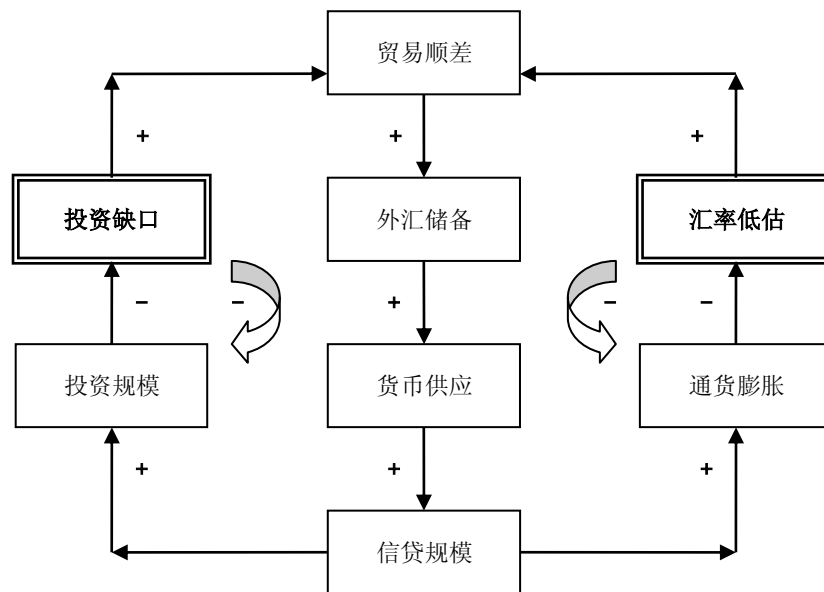 贸易顺差
+ + +
投资缺口 外汇储备 汇率低估
− − + − −
投资规模 货币供应 通货膨胀
+ + +
信贷规模